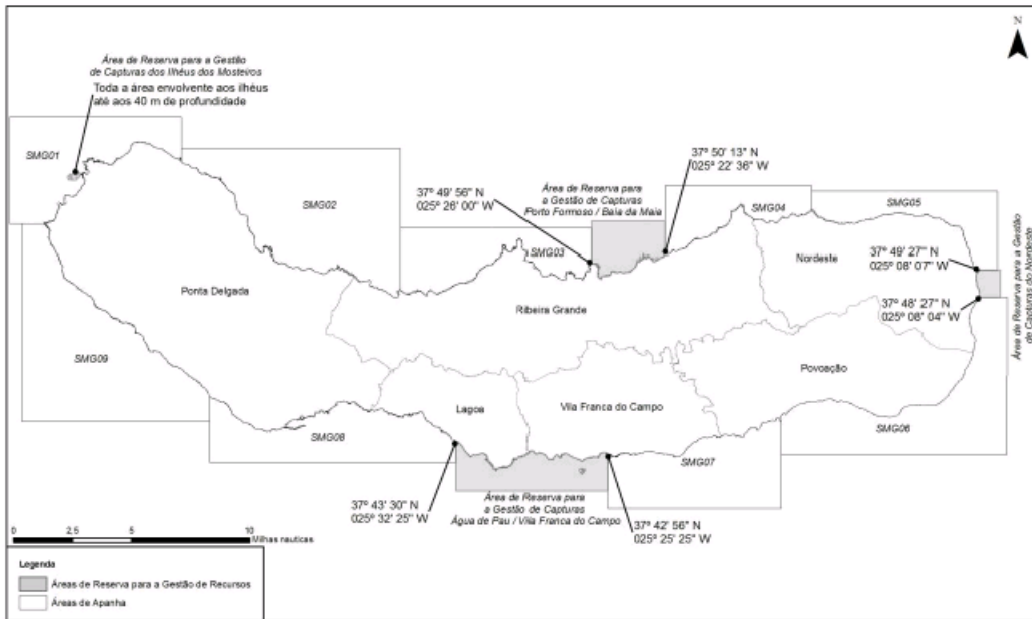 N
Área de Reserva para a Gestão
de Capturas dos Ilhéus dos Mosteiros
Toda a área envolvente aos ilhéus
até aos 40 m de profundidade
SMG01
SMG02
37º 49' 56" N
025º 26' 00" W
Área de Reserva para
a Gestão de Capturas
Porto Formoso / Baia da Maia
37º 50' 13" N
025º 22' 36" W
SMG03
SMG04
SMG05
Nordeste
37º 49' 27" N
025º 08' 07" W
37º 48' 27" N
025º 08" 04" W
Área de Reserva para a Gestão
de Capturas do Nordeste
Ponta Delgada
Ribeira Grande
Povoação
Lagoa
Vila Franca do Campo
SMG09
SMG08
SMG07
SMG06
37º 43' 30" N
025º 32' 25" W
Área de Reserva para
a Gestão de Capturas
Água de Pau / Vila Franca do Campo
37º 42' 56" N
025º 25' 25" W
0 2,5 5 10
Milhas nauticas
Legenda
Áreas de Reserva para a Gestão de Recursos
Áreas de Apanha